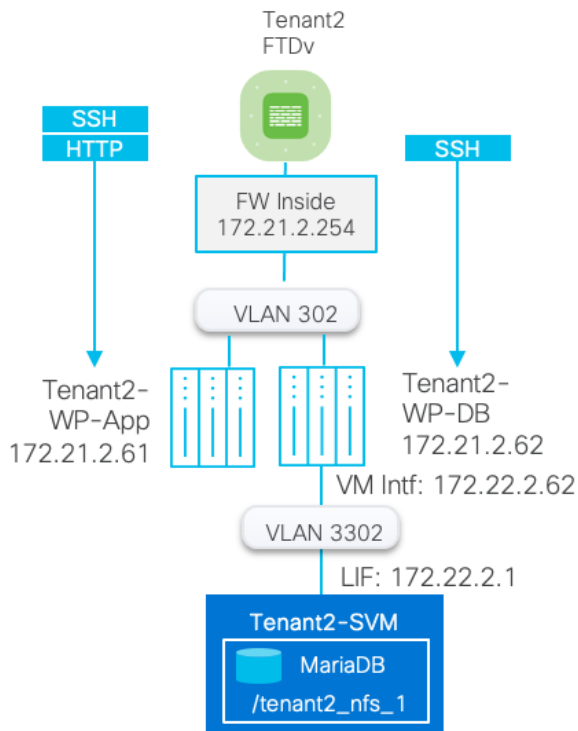 Tenant2
FTDv
SSH
HTTP
SSH
FW Inside
172.21.2.254
VLAN 302
Tenant2-
WP-App
172.21.2.61
Tenant2-
WP-DB
172.21.2.62
VM Intf: 172.22.2.62
VLAN 3302
LIF: 172.22.2.1
Tenant2-SVM
MariaDB
/tenant2_nfs_1